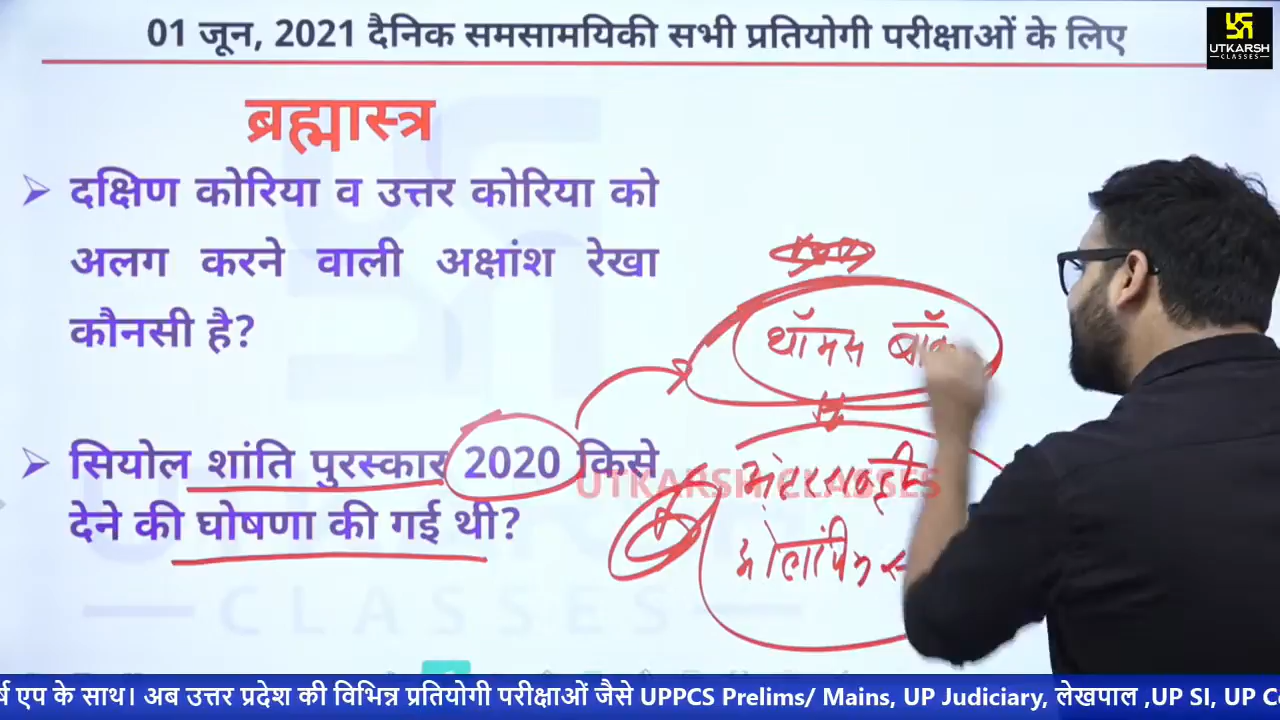 01 जून, 2021 दैनिक समसामयिकी सभी प्रतियोगी परीक्षाओं के लिए
UTKARSH
CLASSES
ब्रह्मास्त्र
दक्षिण कोरिया व उत्तर कोरिया को
अलग करने वाली अक्षांश रेखा
कौनसी है?
थॉमस
सियोल शांति पुरस्कार 2020 किसे
देने की घोषणा की गई थी?
UTKARSH CLASSES
CLASSES
एप के साथ। अब उत्तर प्रदेश की विभिन्न प्रतियोगी परीक्षाओं जैसे UPPCS Prelims/ Mains, UP Judiciary, लेखपाल ,UP SI, UP